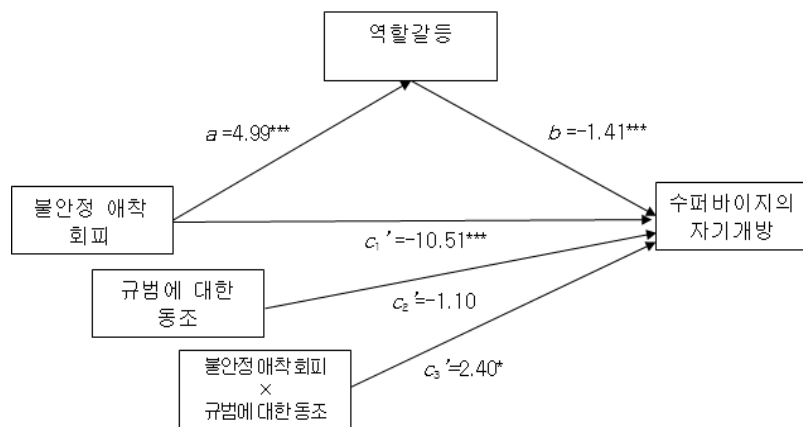 역할갈등
a =4.99***
b =-1.41***
불안정 애착
회피
수퍼바이지의
자기개방
c₁'=-10.51***
규범에 대한
동조
c₂'=-1.10
불안정 애착 회피
×
규범에 대한 동조
c₃'=2.40*